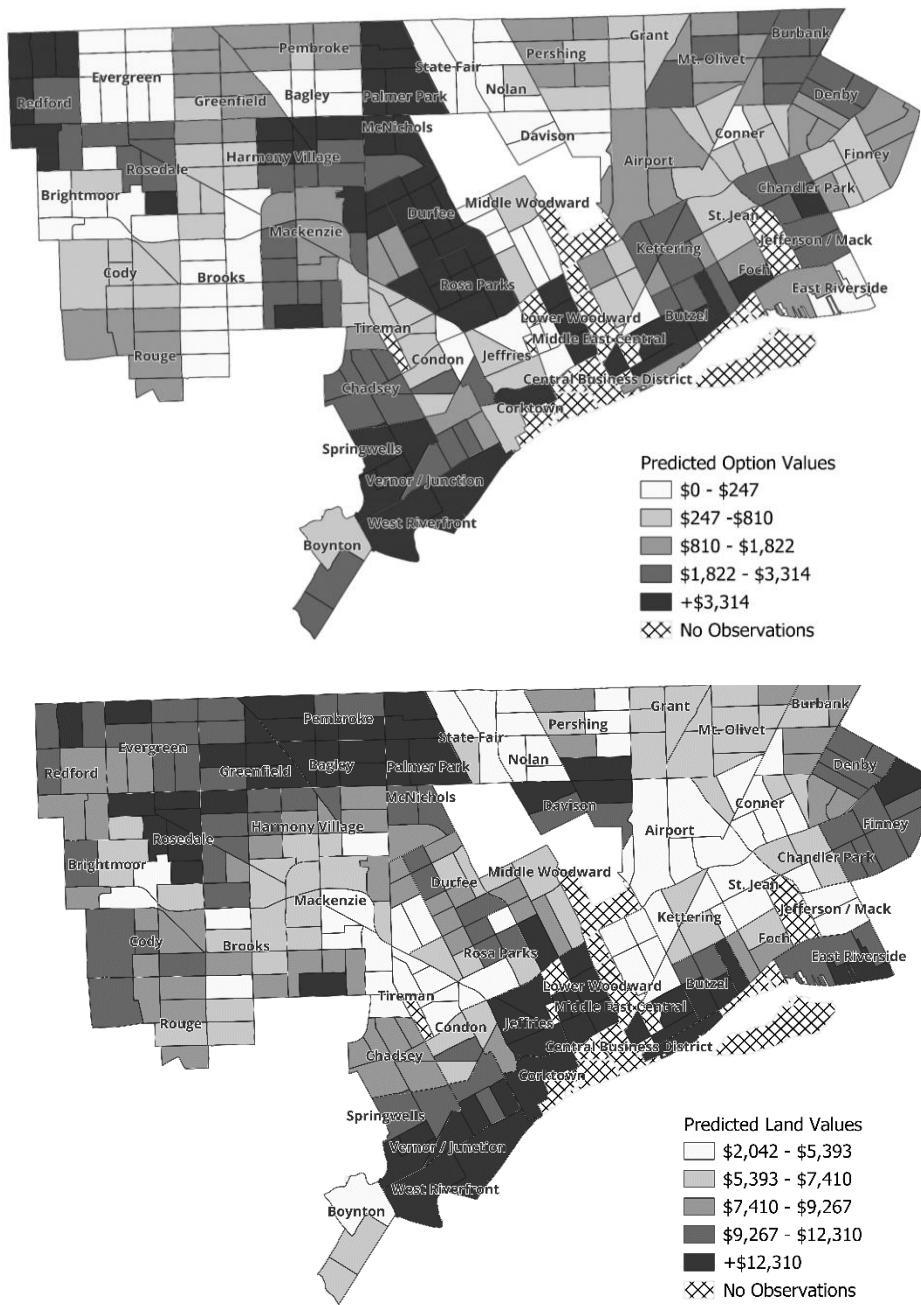 Pembroke
Grant
Burbank
Pershing
Mt. Olivet
State Fair
Evergreen
Nolan
Bagley
Palmer Park
Greenfield
Redford
Denby
McNichols
Davison
Conner
Harmony Village
Airport
Finney
Rosedale
Chandler Park
Brightmoor
Middle Woodward
Durfee
St. Jean
Mackenzie
Jefferson / Mack
Kettering
Cody
Brooks
Foch
Rosa Parks
East Riverside
Lower Woodward
Butzel
Tireman
Middle East Central
Rouge
Condon
Jeffries
Central Business District
Chadsey
Corktown
Springwells
Vernor / Junction
West Riverfront
Boynton
Predicted Option Values
$0 - $247
$247 -$810
$810 - $1,822
$1,822 - $3,314
+$3,314
No Observations
Pembroke
Grant
Burbank
Pershing
Mt. Olivet
State Fair
Evergreen
Nolan
Bagley
Palmer Park
Greenfield
Redford
Denby
McNichols
Davison
Conner
Harmony Village
Airport
Finney
Rosedale
Chandler Park
Brightmoor
Middle Woodward
Durfee
St. Jean
Mackenzie
Jefferson / Mack
Kettering
Cody
Brooks
Foch
Rosa Parks
East Riverside
Lower Woodward
Butzal
Tireman
Middle East Central
Rouge
Condon
Jeffries
Central Business District
Chadsey
Corktown
Springwells
Vernor / Junction
West Riverfront
Boynton
Predicted Land Values
$2,042 - $5,393
$5,393 - $7,410
$7,410 - $9,267
$9,267 - $12,310
+$12,310
No Observations